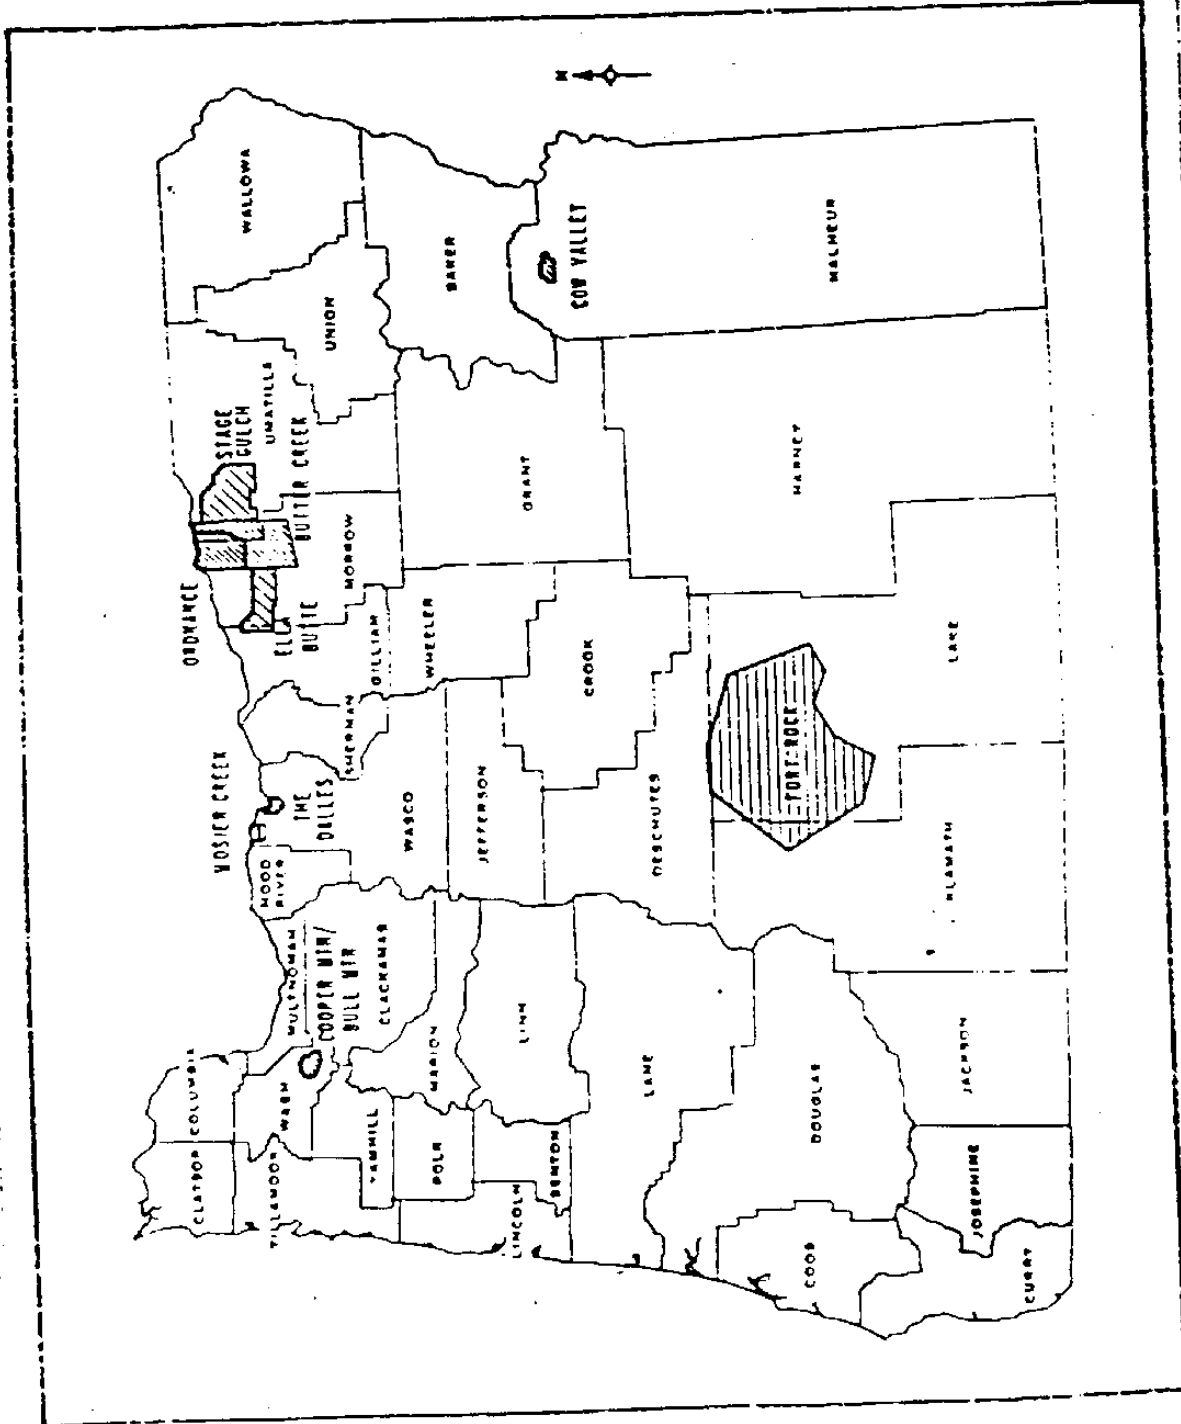 N
CLATSOP
COLUMBIA
MOSIER CREEK
ORDNANCE
STAGE
GULCH
WALLOWA
TILLAMOOK
WASH
MULTNOMAH
HOOD
RIVER
THE
DALLES
ELLA
BUTTE
BUTTER CREEK
UMATILLA
UNION
COOPER MTN/
BULL MTN
YAMHILL
CLACKAMAS
SHERMAN
GILLIAM
MORROW
POLK
MARION
WASCO
WHEELER
BAKER
LINCOLN
BENTON
LINN
JEFFERSON
CROOK
GRANT
COW VALLEY
LANE
DESCHUTES
FORT ROCK
HARNEY
MALHEUR
COOS
DOUGLAS
KLAMATH
LAKE
CURRY
JOSEPHINE
JACKSON